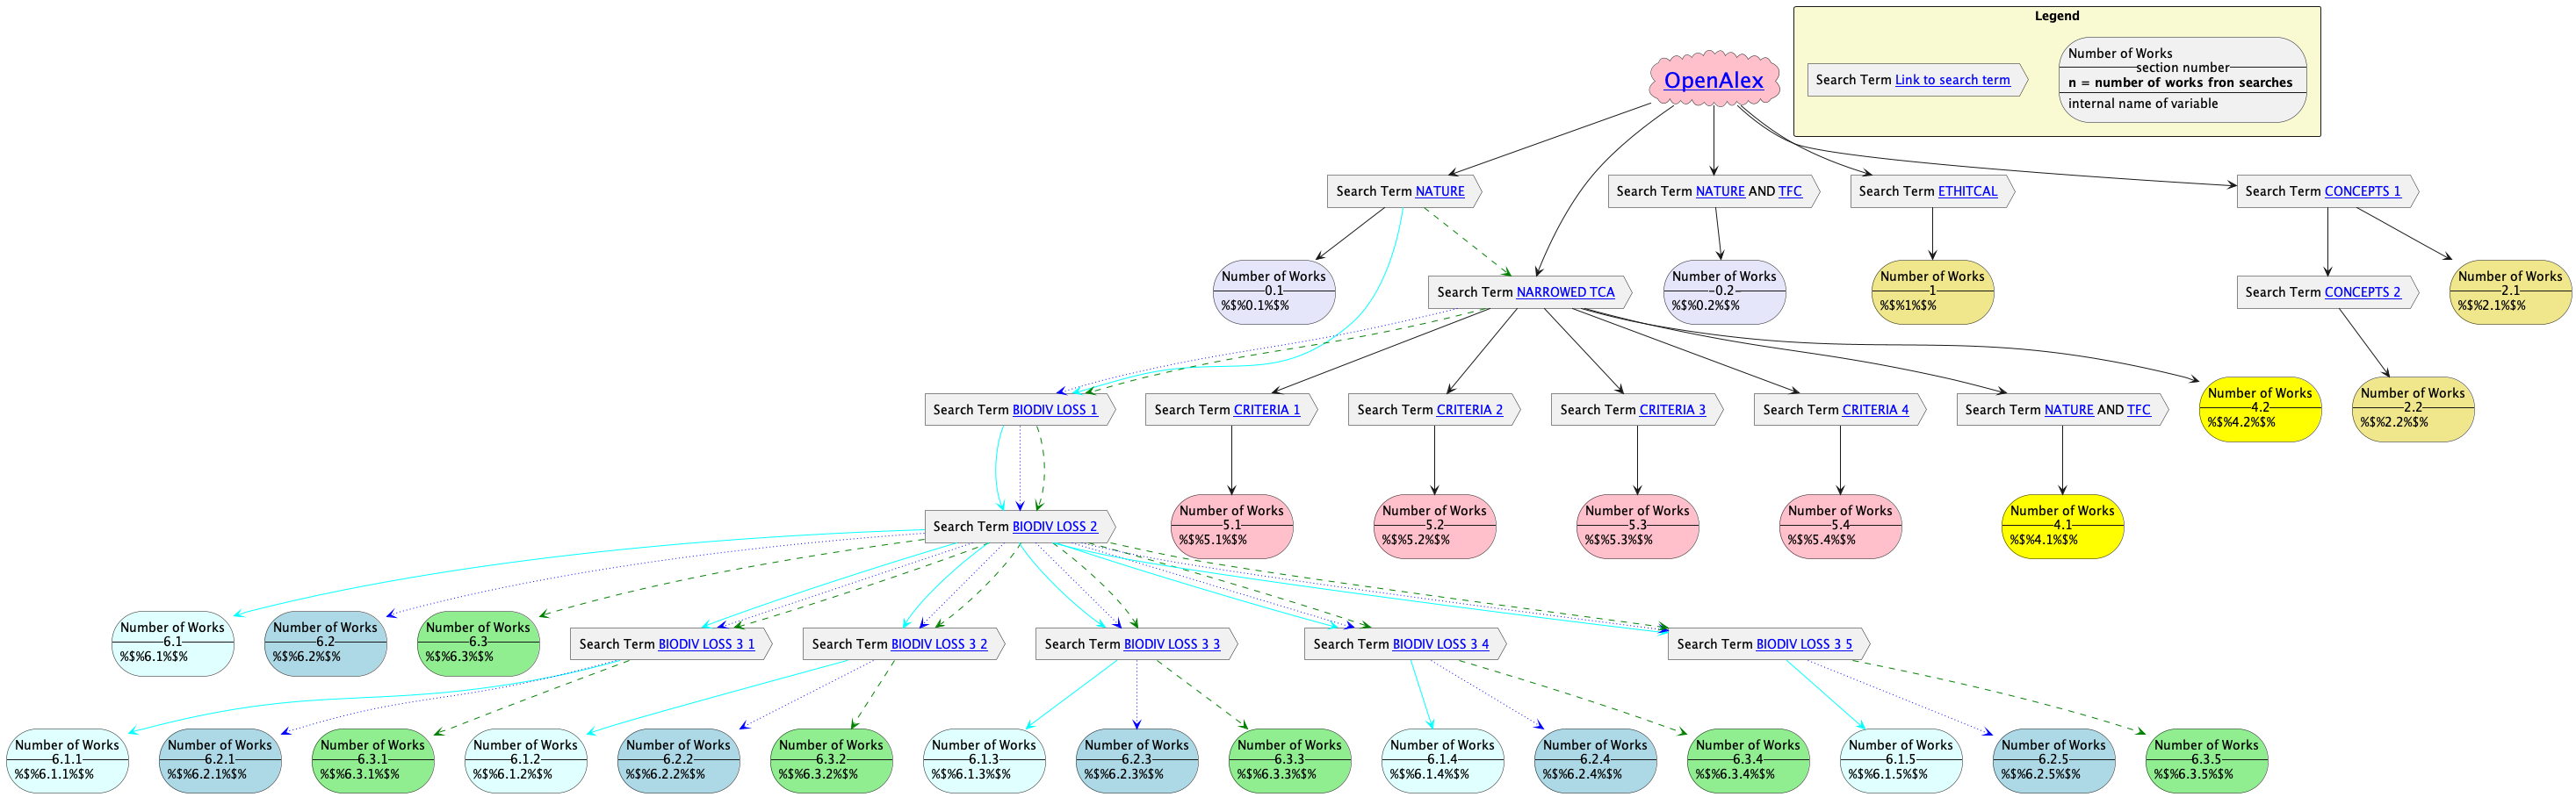 Legend
OpenAlex
Search Term Link to search term
Number of Works
section number
n = number of works fron searches
internal name of variable
Search Term NATURE
Search Term NATURE AND TFC
Search Term ETHITCAL
Search Term CONCEPTS 1
Number of Works
0.1
%$%0.1%$%
Search Term NARROWED TCA
Number of Works
0.2
%$%0.2%$%
Number of Works
1
%$%1%$%
Search Term CONCEPTS 2
Number of Works
2.1
%$%2.1%$%
Search Term BIODIV LOSS 1
Search Term CRITERIA 1
Search Term CRITERIA 2
Search Term CRITERIA 3
Search Term CRITERIA 4
Search Term NATURE AND TFC
Number of Works
4.2
%$%4.2%$%
Number of Works
2.2
%$%2.2%$%
Search Term BIODIV LOSS 2
Number of Works
5.1
%$%5.1%$%
Number of Works
5.2
%$%5.2%$%
Number of Works
5.3
%$%5.3%$%
Number of Works
5.4
%$%5.4%$%
Number of Works
4.1
%$%4.1%$%
Number of Works
6.1
%$%6.1%$%
Number of Works
6.2
%$%6.2%$%
Number of Works
6.3
%$%6.3%$%
Search Term BIODIV LOSS 3 1
Search Term BIODIV LOSS 3 2
Search Term BIODIV LOSS 3 3
Search Term BIODIV LOSS 3 4
Search Term BIODIV LOSS 3 5
Number of Works
6.1.1
%$%6.1.1%$%
Number of Works
6.2.1
%$%6.2.1%$%
Number of Works
6.3.1
%$%6.3.1%$%
Number of Works
6.1.2
%$%6.1.2%$%
Number of Works
6.2.2
%$%6.2.2%$%
Number of Works
6.3.2
%$%6.3.2%$%
Number of Works
6.1.3
%$%6.1.3%$%
Number of Works
6.2.3
%$%6.2.3%$%
Number of Works
6.3.3
%$%6.3.3%$%
Number of Works
6.1.4
%$%6.1.4%$%
Number of Works
6.2.4
%$%6.2.4%$%
Number of Works
6.3.4
%$%6.3.4%$%
Number of Works
6.1.5
%$%6.1.5%$%
Number of Works
6.2.5
%$%6.2.5%$%
Number of Works
6.3.5
%$%6.3.5%$%